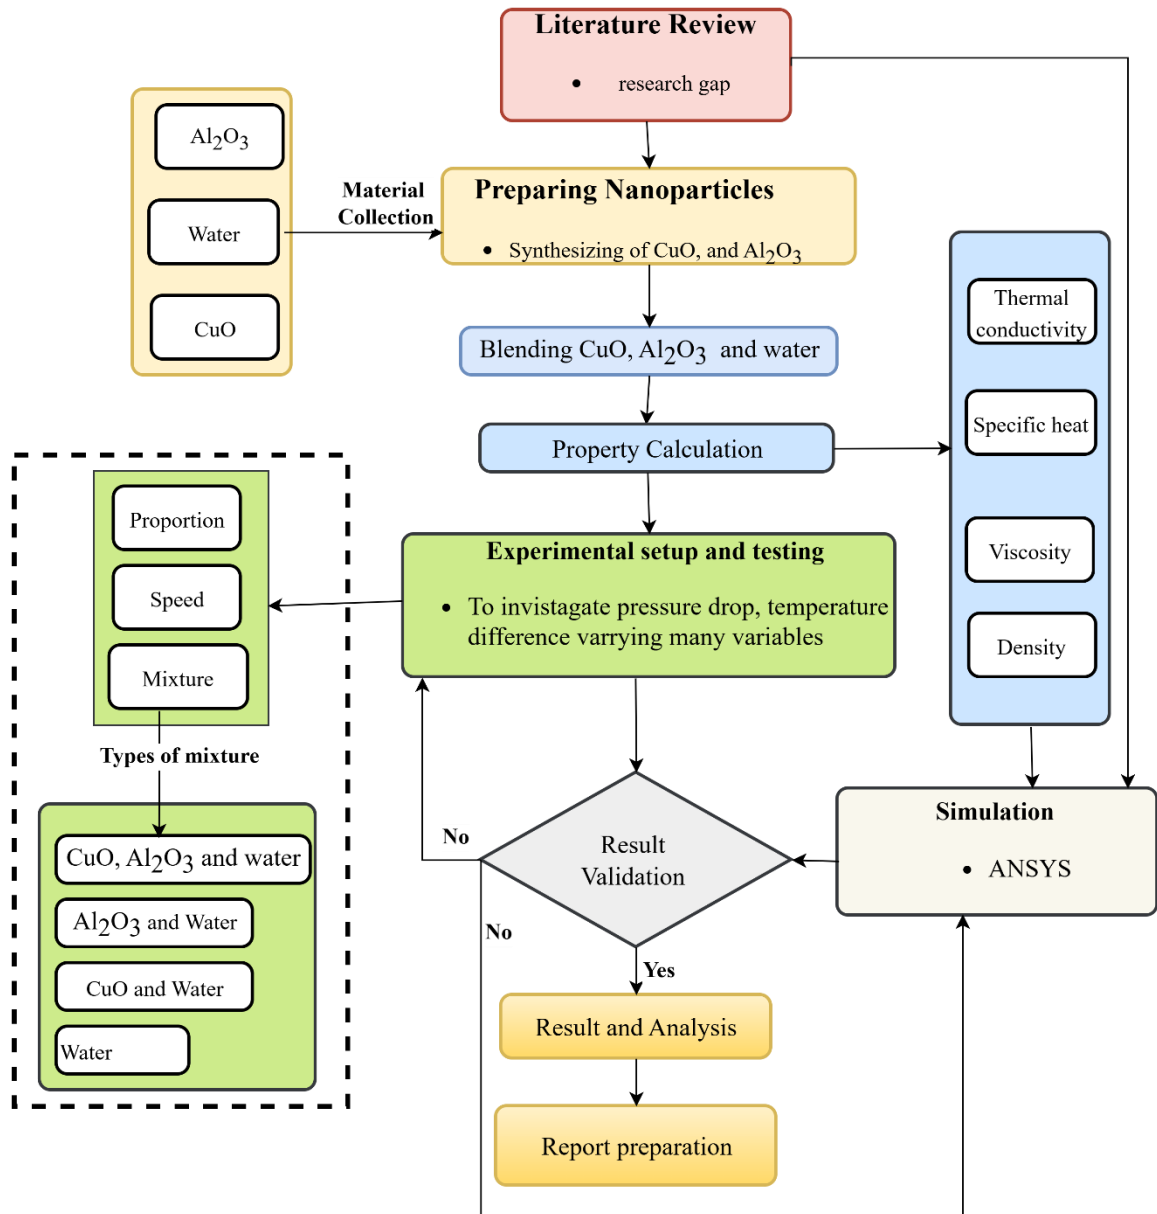 Literature Review
• research gap
Al₂O₃
Water
CuO
Material
Collection
Preparing Nanoparticles
• Synthesizing of CuO, and Al₂O₃
Blending CuO, Al₂O₃ and water
Property Calculation
Thermal
conductivity
Specific heat
Viscosity
Density
Experimental setup and testing
• To invistagate pressure drop, temperature
difference varrying many variables
Proportion
Speed
Mixture
Types of mixture
CuO, Al₂O₃ and water
Al₂O₃ and Water
CuO and Water
Water
No
Result
Validation
No
Yes
Simulation
• ANSYS
Result and Analysis
Report preparation